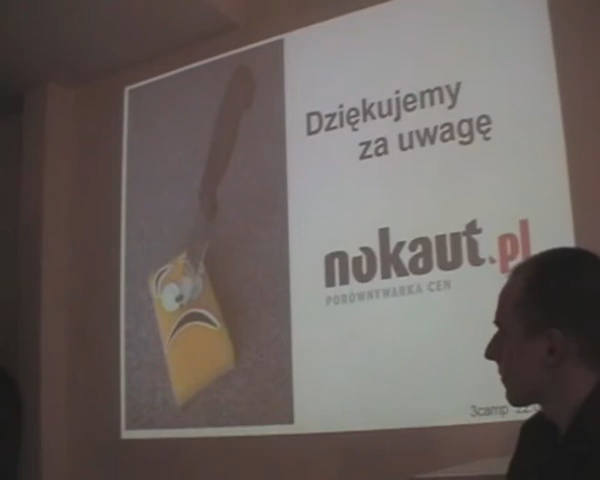 Dziękujemy
za uwagę
nokaut.pl
PORÓWNYWARKA CEN
3camp